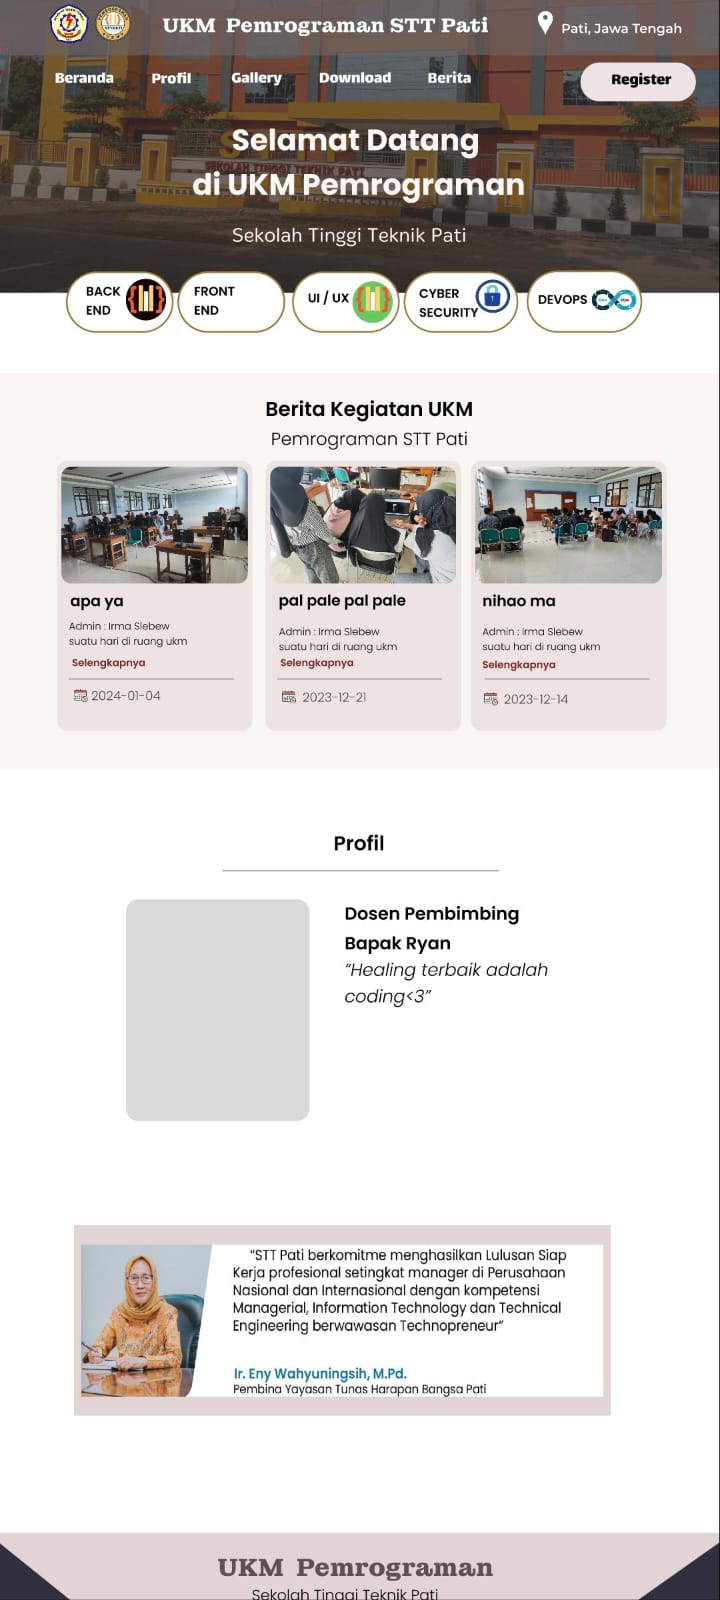 UKM Pemrograman STT Pati
Pati, Jawa Tengah
Beranda Profil Gallery Download Berita Register
SEKOLAH TINGGI TEKNIK PATI
Selamat Datang
di UKM Pemrograman
Sekolah Tinggi Teknik Pati
BACK
END
FRONT
END
UI / UX
CYBER
SECURITY
DEVOPS
Berita Kegiatan UKM
Pemrograman STT Pati
apa ya
Admin : Irma Slebew
suatu hari di ruang ukm
Selengkapnya
2024-01-04
pal pale pal pale
Admin : Irma Slebew
suatu hari di ruang ukm
Selengkapnya
2023-12-21
nihao ma
Admin : Irma Slebew
suatu hari di ruang ukm
Selengkapnya
2023-12-14
Profil
Dosen Pembimbing
Bapak Ryan
“Healing terbaik adalah
coding<3”
“STT Pati berkomitme menghasilkan Lulusan Siap
Kerja profesional setingkat manager di Perusahaan
Nasional dan Internasional dengan kompetensi
Managerial, Information Technology dan Technical
Engineering berwawasan Technopreneur”
Ir. Eny Wahyuningsih, M.Pd.
Pembina Yayasan Tunas Harapan Bangsa Pati
UKM Pemrograman
Sekolah Tinggi Teknik Pati